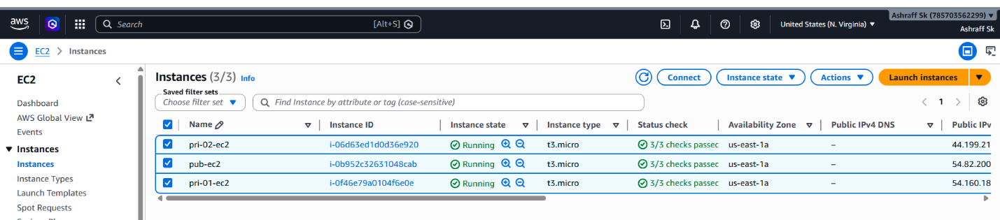 aws
Search [Alt+S]
United States (N. Virginia)
Ashraff Sk (785703562299)
Ashraff Sk
EC2 > Instances
EC2
Dashboard
AWS Global View
Events
Instances
Instances
Instance Types
Launch Templates
Spot Requests
Instances (3/3) Info
Connect Instance state Actions Launch instances
Saved filter sets
Choose filter set Find Instance by attribute or tag (case-sensitive) 1
Name Instance ID Instance state Instance type Status check Availability Zone Public IPv4 DNS Public IPv
pri-02-ec2 i-06d63ed1d0d36e920 Running t3.micro 3/3 checks passec us-east-1a – 44.199.21
pub-ec2 i-0b952c32631048cab Running t3.micro 3/3 checks passec us-east-1a – 54.82.200
pri-01-ec2 i-0f46e79a0104f6e0e Running t3.micro 3/3 checks passec us-east-1a – 54.160.18